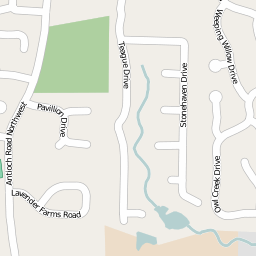 Weeping Willow Drive
Teague Drive
Stonehaven Drive
Pavillion
Drive
Antioch Road Northwest
Owl Creek Drive
Lavender Farms Road